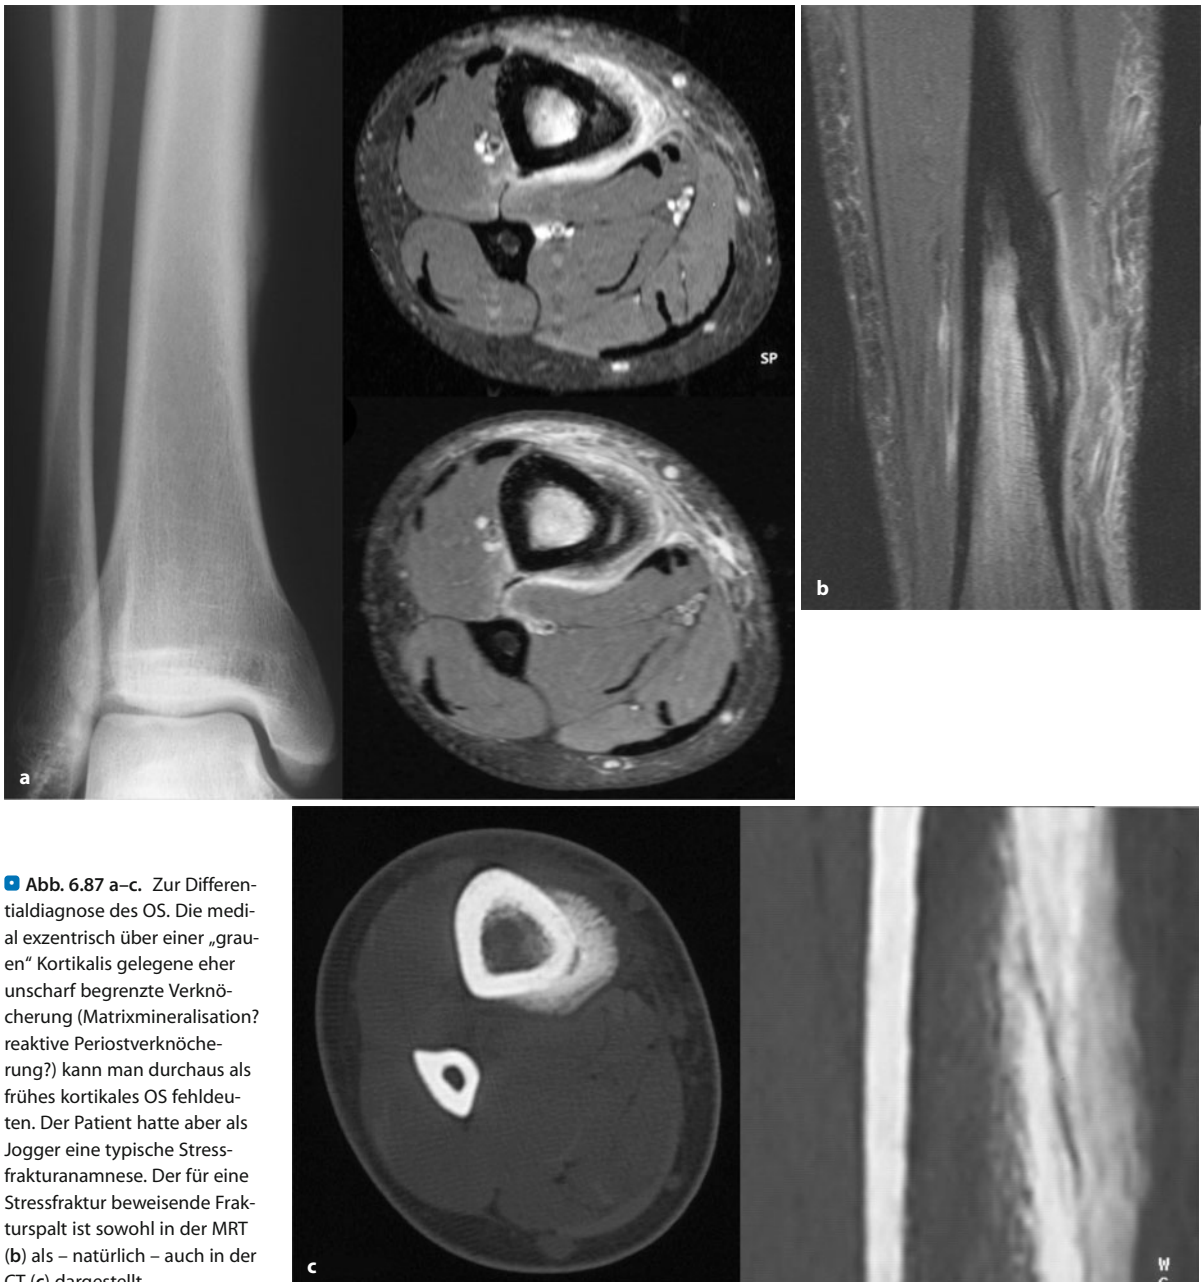 a
SP
b
Abb. 6.87 a–c. Zur Differen-
tialdiagnose des OS. Die medi-
al exzentrisch über einer „grau-
en“ Kortikalis gelegene eher
unscharf begrenzte Verknö-
cherung (Matrixmineralisation?
reaktive Periostverknöche-
rung?) kann man durchaus als
frühes kortikales OS fehldeu-
ten. Der Patient hatte aber als
Jogger eine typische Stress-
frakturanamnese. Der für eine
Stressfraktur beweisende Frak-
turspalt ist sowohl in der MRT
(b) als – natürlich – auch in der
CT (c) dargestellt
c
W